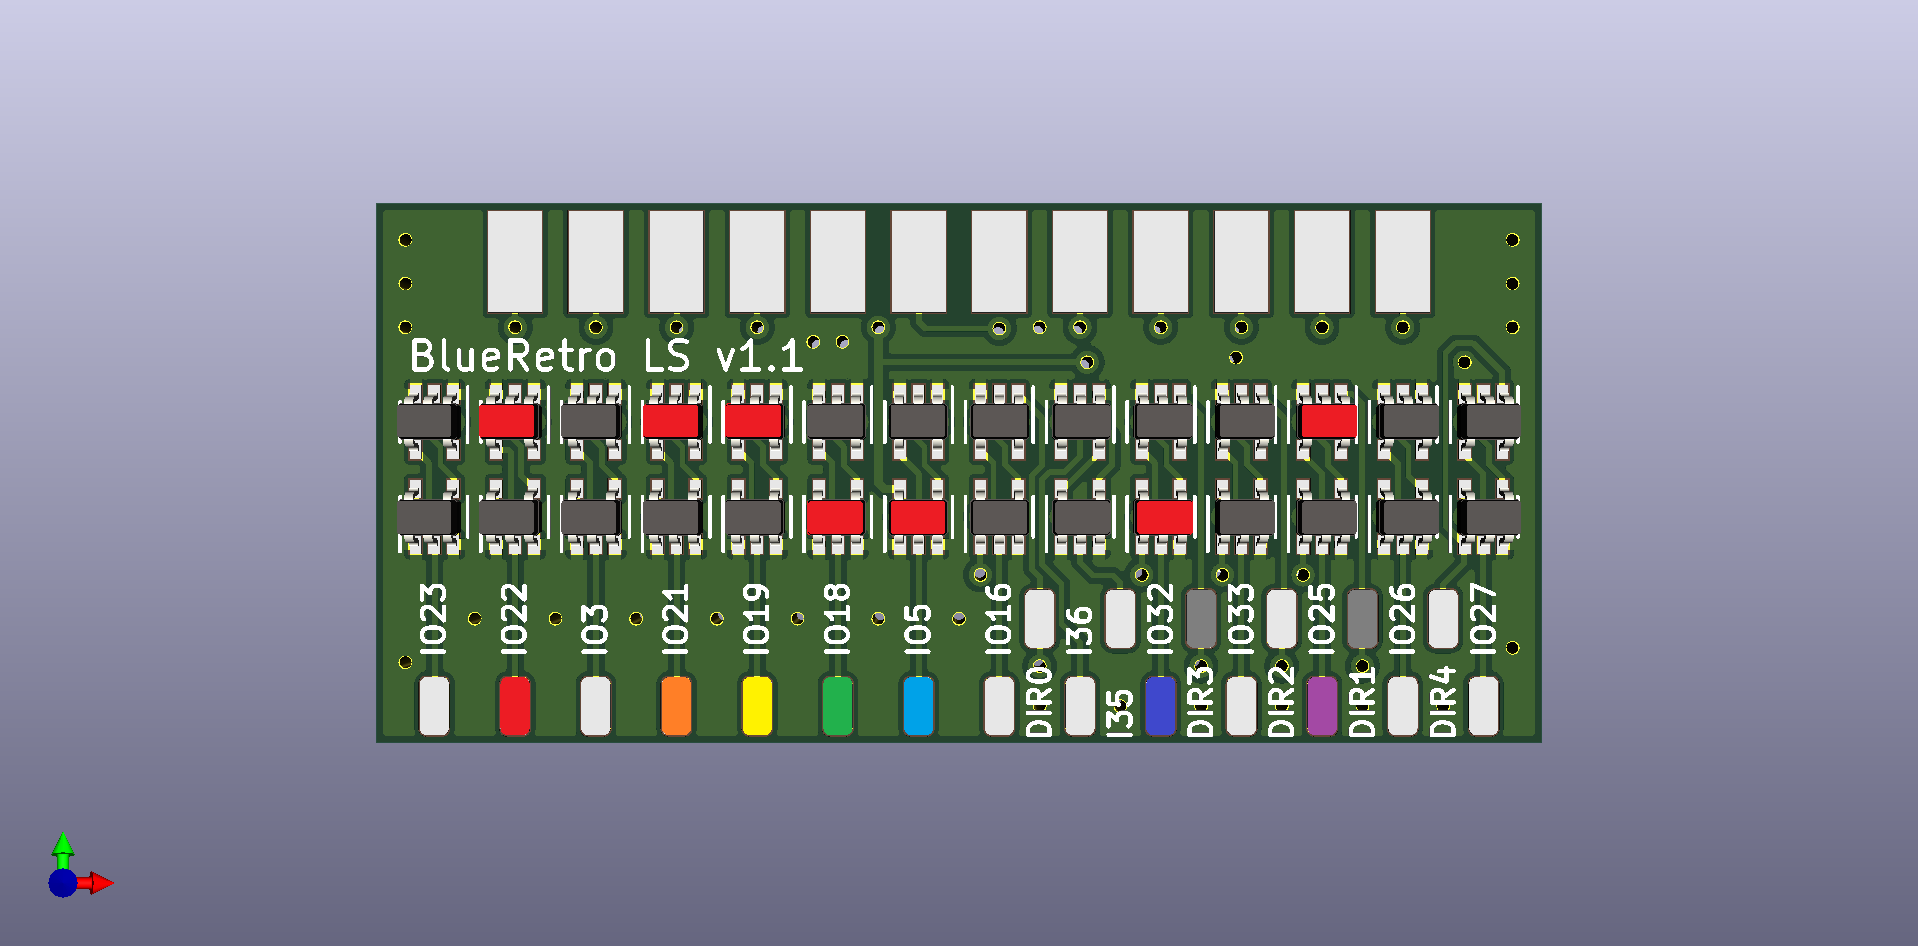 BlueRetro LS v1.1
IO23
IO22
IO3
IO21
IO19
IO18
IO5
IO16
DIR0
I36
I35
IO32
DIR3
IO33
DIR2
IO25
DIR1
IO26
DIR4
IO27